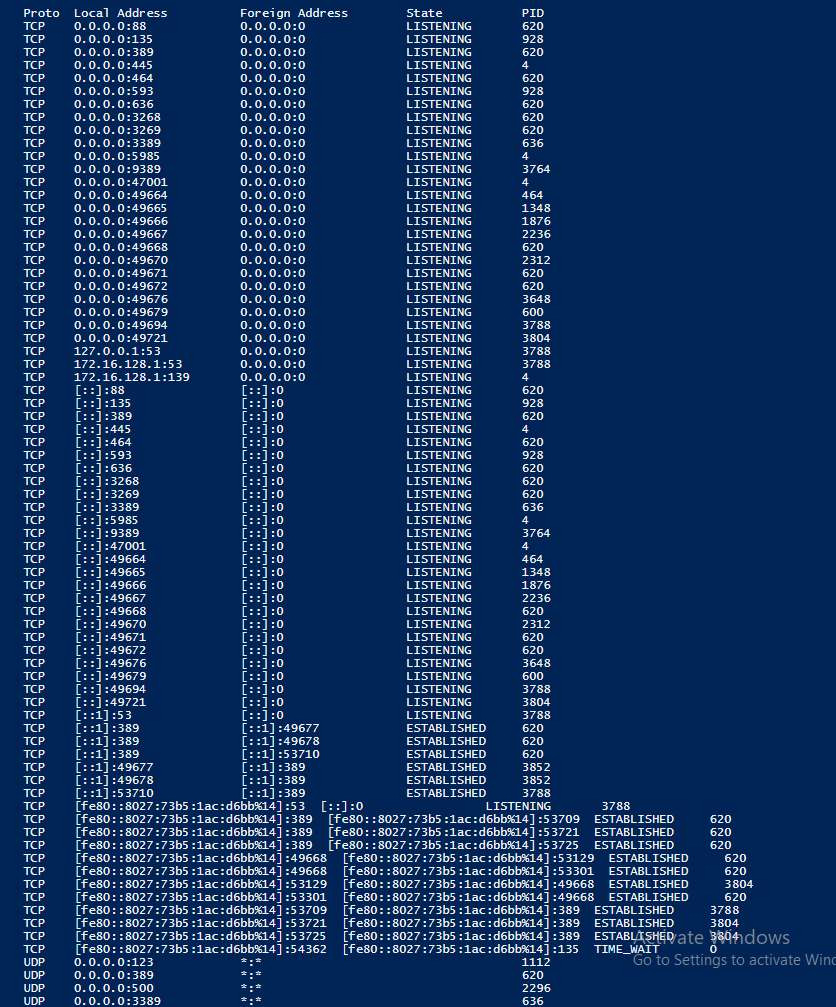 Proto Local Address Foreign Address State PID
TCP 0.0.0.0:88 0.0.0.0:0 LISTENING 620
TCP 0.0.0.0:135 0.0.0.0:0 LISTENING 928
TCP 0.0.0.0:389 0.0.0.0:0 LISTENING 620
TCP 0.0.0.0:445 0.0.0.0:0 LISTENING 4
TCP 0.0.0.0:464 0.0.0.0:0 LISTENING 620
TCP 0.0.0.0:593 0.0.0.0:0 LISTENING 928
TCP 0.0.0.0:636 0.0.0.0:0 LISTENING 620
TCP 0.0.0.0:3268 0.0.0.0:0 LISTENING 620
TCP 0.0.0.0:3269 0.0.0.0:0 LISTENING 620
TCP 0.0.0.0:3389 0.0.0.0:0 LISTENING 636
TCP 0.0.0.0:5985 0.0.0.0:0 LISTENING 4
TCP 0.0.0.0:9389 0.0.0.0:0 LISTENING 3764
TCP 0.0.0.0:47001 0.0.0.0:0 LISTENING 4
TCP 0.0.0.0:49664 0.0.0.0:0 LISTENING 464
TCP 0.0.0.0:49665 0.0.0.0:0 LISTENING 1348
TCP 0.0.0.0:49666 0.0.0.0:0 LISTENING 1876
TCP 0.0.0.0:49667 0.0.0.0:0 LISTENING 2236
TCP 0.0.0.0:49668 0.0.0.0:0 LISTENING 620
TCP 0.0.0.0:49670 0.0.0.0:0 LISTENING 2312
TCP 0.0.0.0:49671 0.0.0.0:0 LISTENING 620
TCP 0.0.0.0:49672 0.0.0.0:0 LISTENING 620
TCP 0.0.0.0:49676 0.0.0.0:0 LISTENING 3648
TCP 0.0.0.0:49679 0.0.0.0:0 LISTENING 600
TCP 0.0.0.0:49694 0.0.0.0:0 LISTENING 3788
TCP 0.0.0.0:49721 0.0.0.0:0 LISTENING 3804
TCP 127.0.0.1:53 0.0.0.0:0 LISTENING 3788
TCP 172.16.128.1:53 0.0.0.0:0 LISTENING 3788
TCP 172.16.128.1:139 0.0.0.0:0 LISTENING 4
TCP [::]:88 [::]:0 LISTENING 620
TCP [::]:135 [::]:0 LISTENING 928
TCP [::]:389 [::]:0 LISTENING 620
TCP [::]:445 [::]:0 LISTENING 4
TCP [::]:464 [::]:0 LISTENING 620
TCP [::]:593 [::]:0 LISTENING 928
TCP [::]:636 [::]:0 LISTENING 620
TCP [::]:3268 [::]:0 LISTENING 620
TCP [::]:3269 [::]:0 LISTENING 620
TCP [::]:3389 [::]:0 LISTENING 636
TCP [::]:5985 [::]:0 LISTENING 4
TCP [::]:9389 [::]:0 LISTENING 3764
TCP [::]:47001 [::]:0 LISTENING 4
TCP [::]:49664 [::]:0 LISTENING 464
TCP [::]:49665 [::]:0 LISTENING 1348
TCP [::]:49666 [::]:0 LISTENING 1876
TCP [::]:49667 [::]:0 LISTENING 2236
TCP [::]:49668 [::]:0 LISTENING 620
TCP [::]:49670 [::]:0 LISTENING 2312
TCP [::]:49671 [::]:0 LISTENING 620
TCP [::]:49672 [::]:0 LISTENING 620
TCP [::]:49676 [::]:0 LISTENING 3648
TCP [::]:49679 [::]:0 LISTENING 600
TCP [::]:49694 [::]:0 LISTENING 3788
TCP [::]:49721 [::]:0 LISTENING 3804
TCP [::1]:53 [::]:0 LISTENING 3788
TCP [::1]:389 [::1]:49677 ESTABLISHED 620
TCP [::1]:389 [::1]:49678 ESTABLISHED 620
TCP [::1]:389 [::1]:53710 ESTABLISHED 620
TCP [::1]:49677 [::1]:389 ESTABLISHED 3852
TCP [::1]:49678 [::1]:389 ESTABLISHED 3852
TCP [::1]:53710 [::1]:389 ESTABLISHED 3788
TCP [fe80::8027:73b5:1ac:d6bb%14]:53 [::]:0 LISTENING 3788
TCP [fe80::8027:73b5:1ac:d6bb%14]:389 [fe80::8027:73b5:1ac:d6bb%14]:53709 ESTABLISHED 620
TCP [fe80::8027:73b5:1ac:d6bb%14]:389 [fe80::8027:73b5:1ac:d6bb%14]:53721 ESTABLISHED 620
TCP [fe80::8027:73b5:1ac:d6bb%14]:389 [fe80::8027:73b5:1ac:d6bb%14]:53725 ESTABLISHED 620
TCP [fe80::8027:73b5:1ac:d6bb%14]:49668 [fe80::8027:73b5:1ac:d6bb%14]:53129 ESTABLISHED 620
TCP [fe80::8027:73b5:1ac:d6bb%14]:49668 [fe80::8027:73b5:1ac:d6bb%14]:53301 ESTABLISHED 620
TCP [fe80::8027:73b5:1ac:d6bb%14]:53129 [fe80::8027:73b5:1ac:d6bb%14]:49668 ESTABLISHED 3804
TCP [fe80::8027:73b5:1ac:d6bb%14]:53301 [fe80::8027:73b5:1ac:d6bb%14]:49668 ESTABLISHED 620
TCP [fe80::8027:73b5:1ac:d6bb%14]:53709 [fe80::8027:73b5:1ac:d6bb%14]:389 ESTABLISHED 3788
TCP [fe80::8027:73b5:1ac:d6bb%14]:53721 [fe80::8027:73b5:1ac:d6bb%14]:389 ESTABLISHED 3804
TCP [fe80::8027:73b5:1ac:d6bb%14]:53725 [fe80::8027:73b5:1ac:d6bb%14]:389 ESTABLISHED 3804
TCP [fe80::8027:73b5:1ac:d6bb%14]:54362 [fe80::8027:73b5:1ac:d6bb%14]:135 TIME_WAIT 0
UDP 0.0.0.0:123 *:* 1112
UDP 0.0.0.0:389 *:* 620
UDP 0.0.0.0:500 *:* 2296
UDP 0.0.0.0:3389 *:* 636
Activate Windows
Go to Settings to activate Win